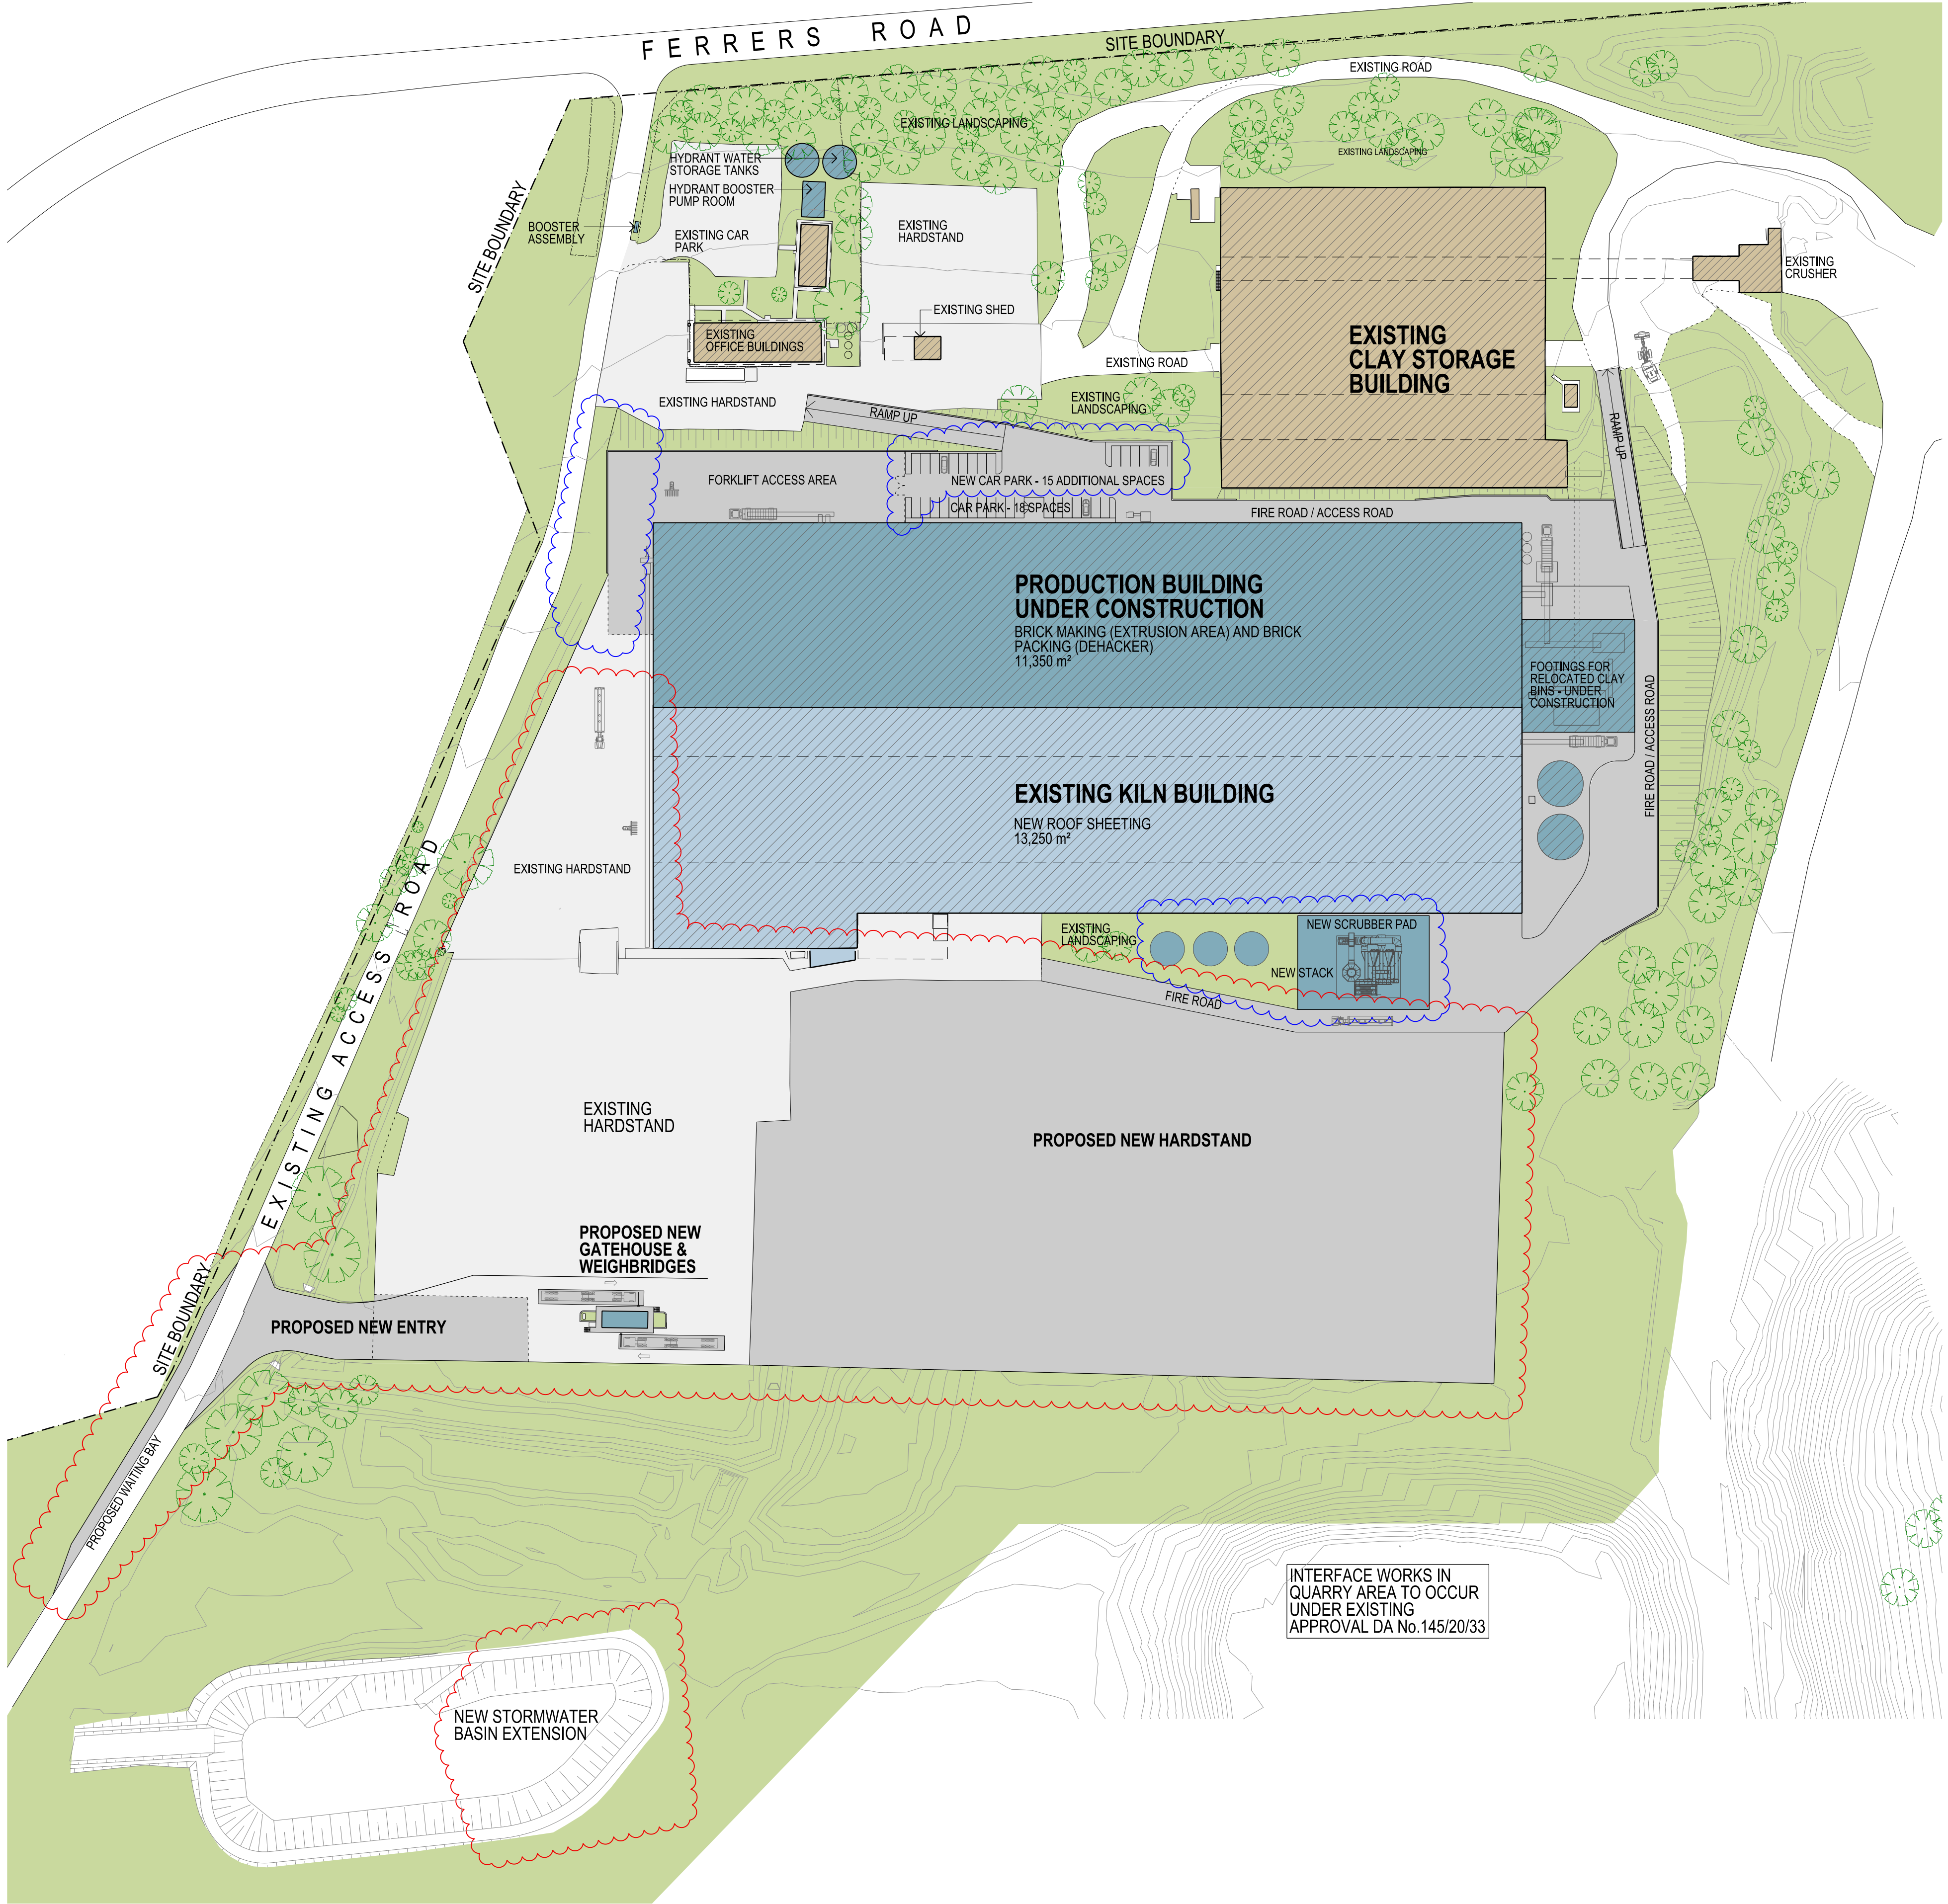 FERRERS ROAD
SITE BOUNDARY
EXISTING ROAD
EXISTING LANDSCAPING
EXISTING LANDSCAPING
HYDRANT WATER
STORAGE TANKS
HYDRANT BOOSTER
PUMP ROOM
SITE BOUNDARY
BOOSTER
ASSEMBLY
EXISTING CAR
PARK
EXISTING
HARDSTAND
EXISTING
CRUSHER
EXISTING SHED
EXISTING
OFFICE BUILDINGS
EXISTING
CLAY STORAGE
BUILDING
EXISTING ROAD
EXISTING HARDSTAND
RAMP UP
EXISTING
LANDSCAPING
RAMP UP
FORKLIFT ACCESS AREA
NEW CAR PARK - 15 ADDITIONAL SPACES
CAR PARK - 18 SPACES
FIRE ROAD / ACCESS ROAD
PRODUCTION BUILDING
UNDER CONSTRUCTION
BRICK MAKING (EXTRUSION AREA) AND BRICK
PACKING (DEHACKER)
11,350 m²
FOOTINGS FOR
RELOCATED CLAY
BINS - UNDER
CONSTRUCTION
FIRE ROAD / ACCESS ROAD
EXISTING KILN BUILDING
NEW ROOF SHEETING
13,250 m²
EXISTING HARDSTAND
EXISTING ACCESS ROAD
EXISTING
LANDSCAPING
NEW SCRUBBER PAD
NEW STACK
FIRE ROAD
EXISTING
HARDSTAND
PROPOSED NEW HARDSTAND
PROPOSED NEW
GATEHOUSE &
WEIGHBRIDGES
SITE BOUNDARY
PROPOSED NEW ENTRY
PROPOSED WAITING BAY
INTERFACE WORKS IN
QUARRY AREA TO OCCUR
UNDER EXISTING
APPROVAL DA No.145/20/33
NEW STORMWATER
BASIN EXTENSION